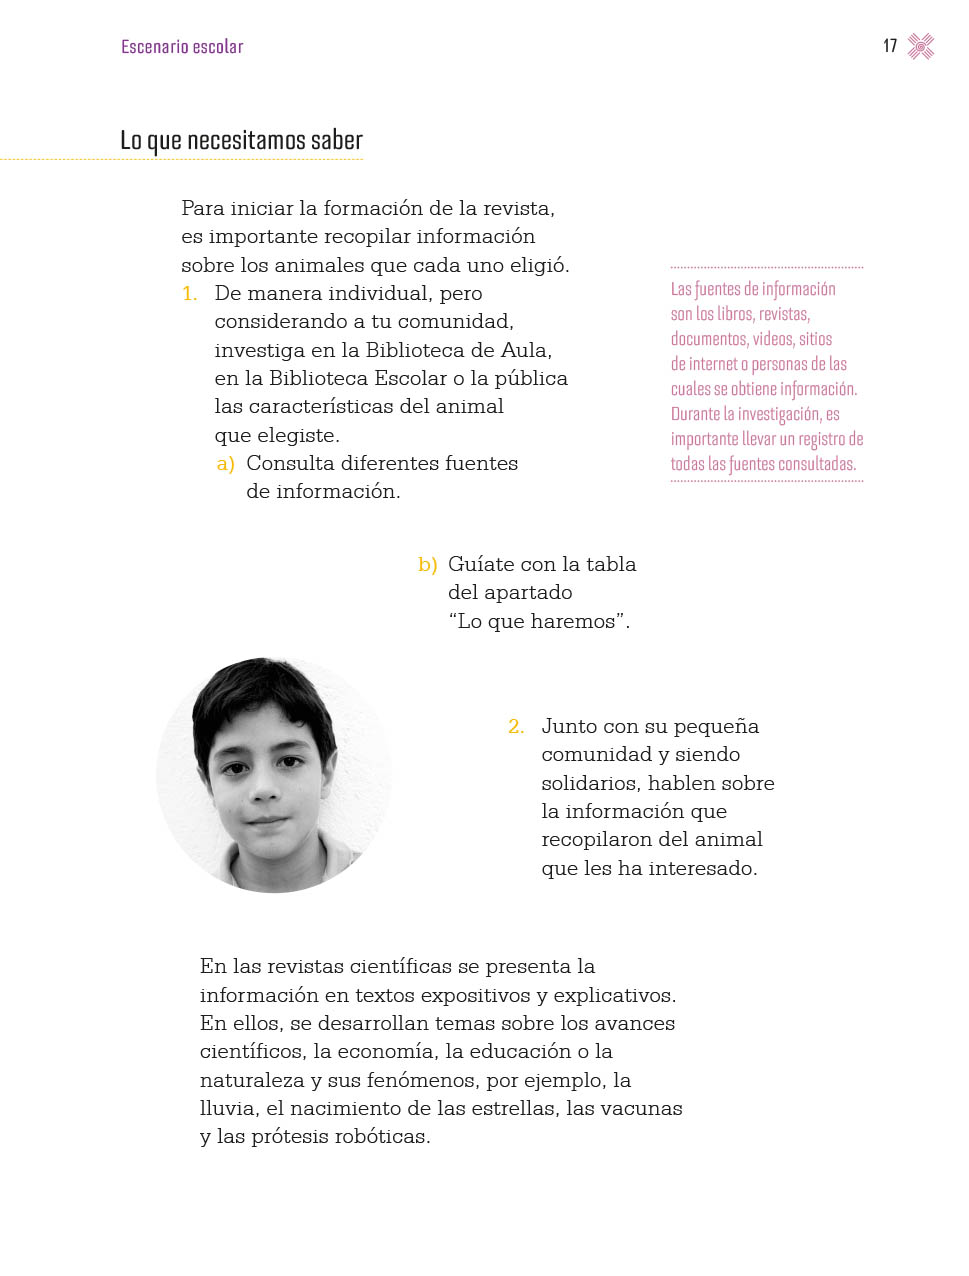 Escenario escolar
17
Lo que necesitamos saber
Para iniciar la formación de la revista,
es importante recopilar información
sobre los animales que cada uno eligió.
1. De manera individual, pero
considerando a tu comunidad,
investiga en la Biblioteca de Aula,
en la Biblioteca Escolar o la pública
las características del animal
que elegiste.
a) Consulta diferentes fuentes
de información.
Las fuentes de información
son los libros, revistas,
documentos, videos, sitios
de internet o personas de las
cuales se obtiene información.
Durante la investigación, es
importante llevar un registro de
todas las fuentes consultadas.
b) Guíate con la tabla
del apartado
“Lo que haremos”.
2. Junto con su pequeña
comunidad y siendo
solidarios, hablen sobre
la información que
recopilaron del animal
que les ha interesado.
En las revistas científicas se presenta la
información en textos expositivos y explicativos.
En ellos, se desarrollan temas sobre los avances
científicos, la economía, la educación o la
naturaleza y sus fenómenos, por ejemplo, la
lluvia, el nacimiento de las estrellas, las vacunas
y las prótesis robóticas.